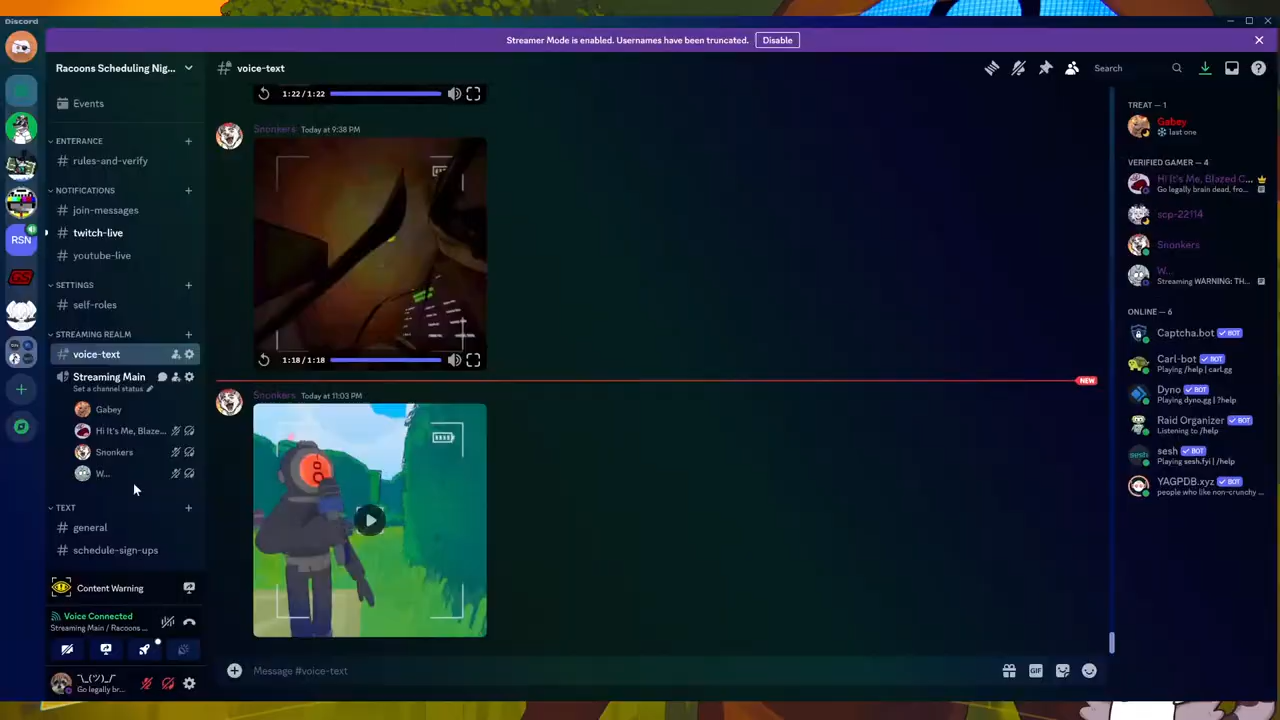 Discord
Streamer Mode is enabled. Usernames have been truncated.
Disable
Racoons Scheduling Nig...
Events
ENTERANCE
rules-and-verify
NOTIFICATIONS
join-messages
twitch-live
youtube-live
RSN
SETTINGS
self-roles
STREAMING REALM
voice-text
Streaming Main
Set a channel status
Gabey
Hi It's Me, Blaze...
Snonkers
W...
TEXT
general
schedule-sign-ups
Content Warning
Voice Connected
Streaming Main / Racoons ...
¯\_(ツ)_/¯
Go legally br...
voice-text
Search
1:22 / 1:22
Snonkers Today at 9:38 PM
1:18 / 1:18
NEW
Snonkers Today at 11:03 PM
Message #voice-text
GIF
TREAT — 1
Gabey
last one
VERIFIED GAMER — 4
Hi It's Me, Blazed C...
Go legally brain dead, fro...
scp-22114
Snonkers
W...
Streaming WARNING: TH...
ONLINE — 6
Captcha.bot BOT
Carl-bot BOT
Playing /help | carl.gg
Dyno BOT
Playing dyno.gg | ?help
Raid Organizer BOT
Listening to /help
sesh BOT
Playing sesh.fyi | /help
YAGPDB.xyz BOT
people who like non-crunchy ...